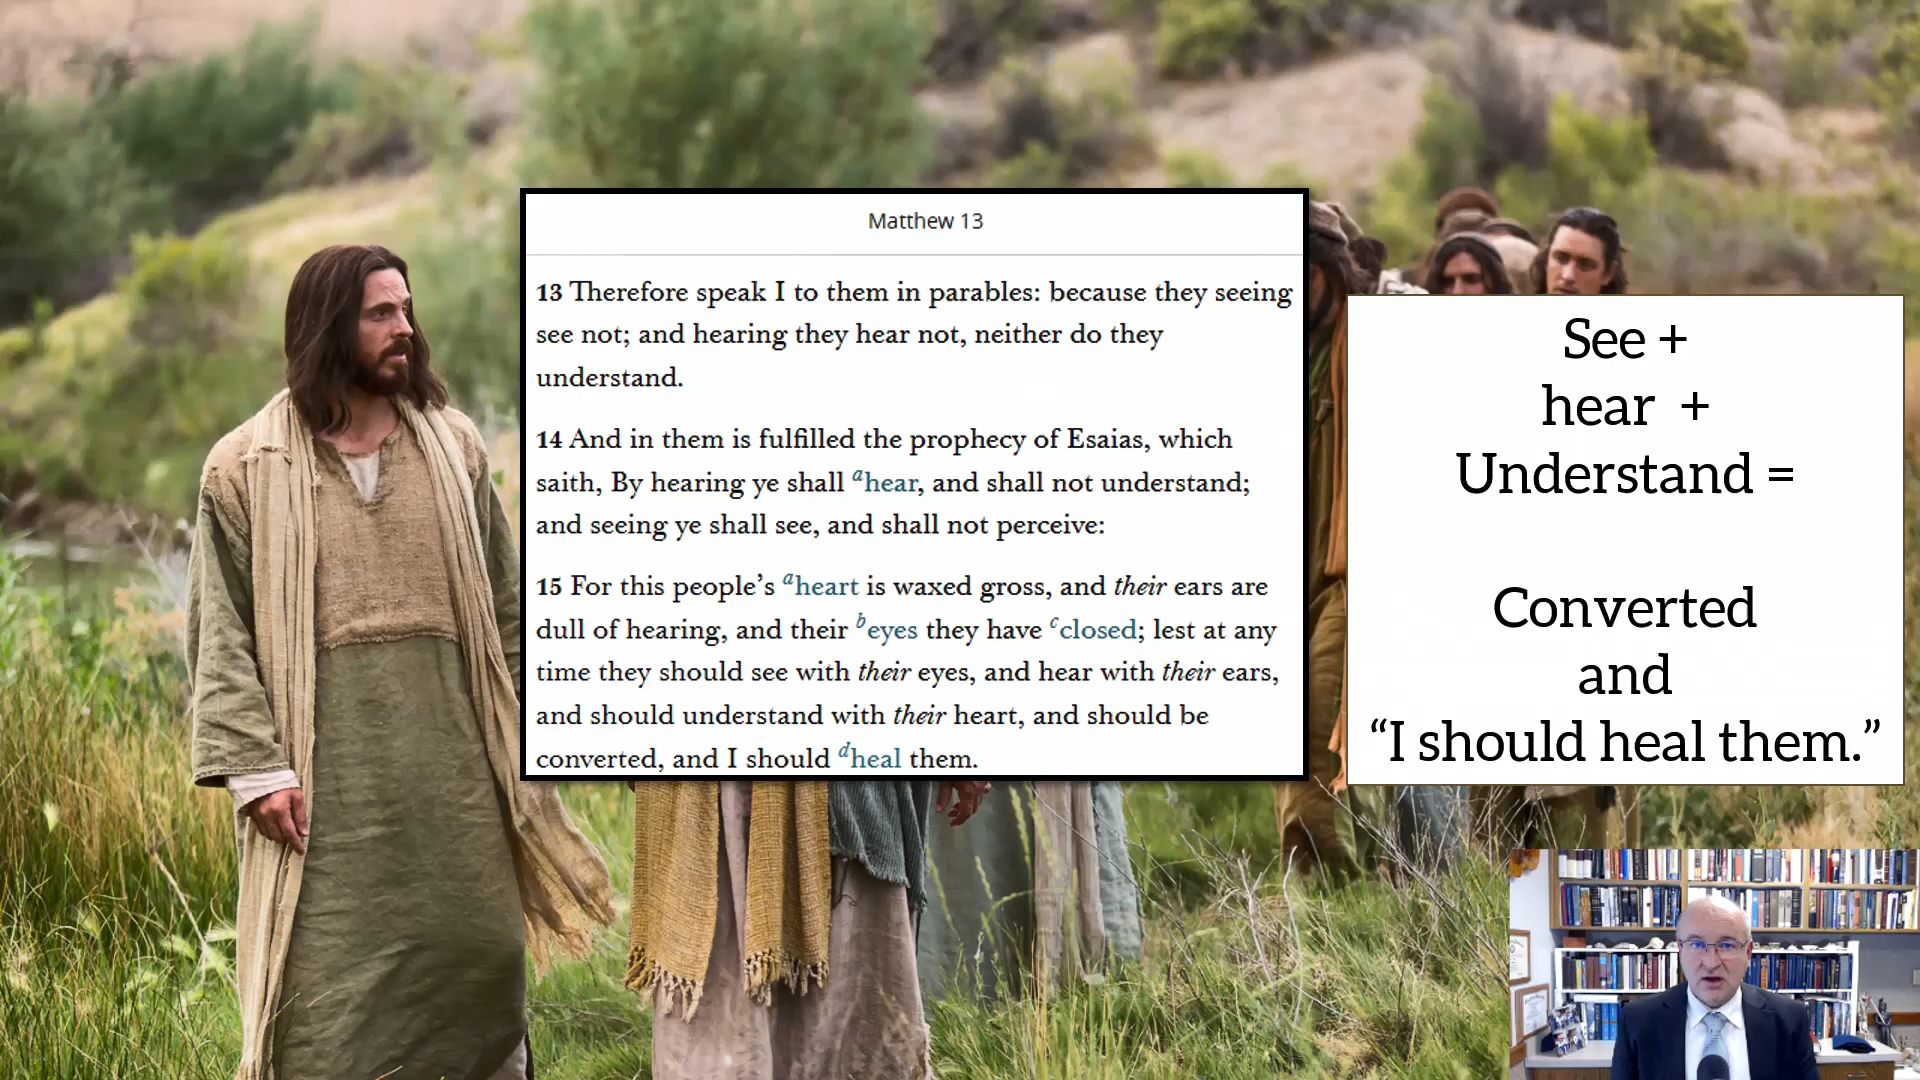 Matthew 13
13 Therefore speak I to them in parables: because they seeing
see not; and hearing they hear not, neither do they
understand.
14 And in them is fulfilled the prophecy of Esaias, which
saith, By hearing ye shall ᵃhear, and shall not understand;
and seeing ye shall see, and shall not perceive:
15 For this people’s ᵃheart is waxed gross, and their ears are
dull of hearing, and their ᵇeyes they have ᶜclosed; lest at any
time they should see with their eyes, and hear with their ears,
and should understand with their heart, and should be
converted, and I should ᵈheal them.
See +
hear +
Understand =
Converted
and
“I should heal them.”